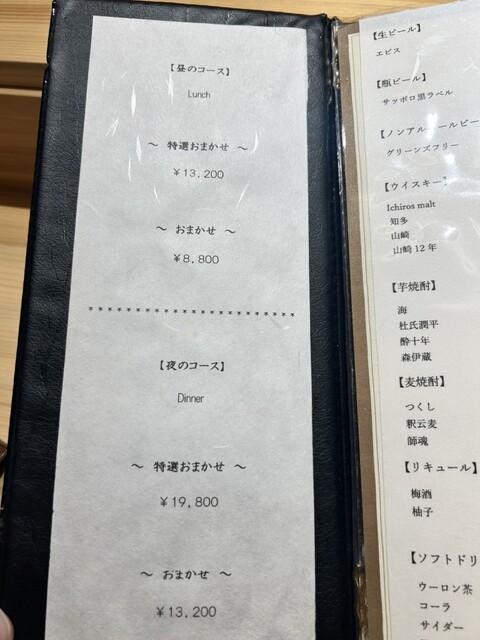 【昼のコース】
Lunch
～ 特選おまかせ ～
￥13,200
～ おまかせ ～
￥8,800
*************************
【夜のコース】
Dinner
～ 特選おまかせ ～
￥19,800
～ おまかせ ～
￥13,200
【生ビール】
エビス
【瓶ビール】
サッポロ黒ラベル
【ノンアルコールビー
グリーンズフリー
【ウイスキー】
Ichiros malt
知多
山崎
山崎 12 年
【芋焼酎】
海
杜氏潤平
酔十年
森伊蔵
【麦焼酎】
つくし
釈云麦
師魂
【リキュール】
梅酒
柚子
【ソフトドリ
ウーロン茶
コーラ
サイダー